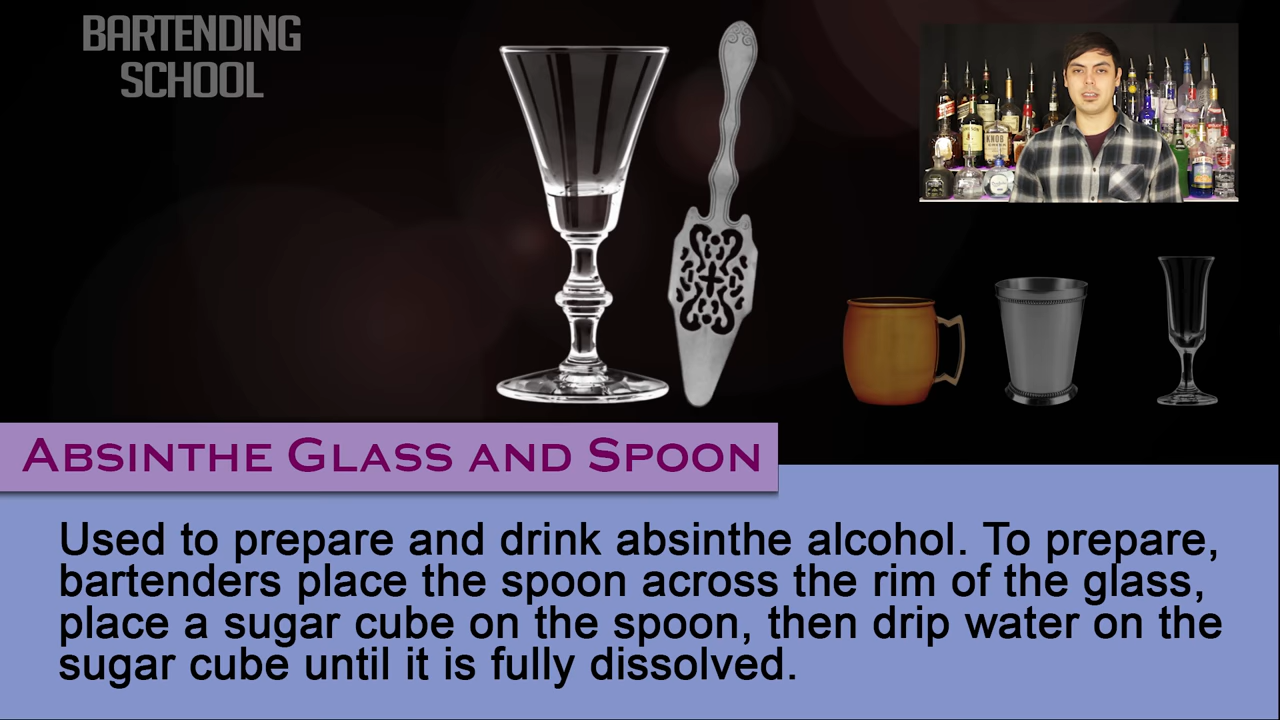 BARTENDING
SCHOOL
KNOB
ABSINTHE GLASS AND SPOON
Used to prepare and drink absinthe alcohol. To prepare,
bartenders place the spoon across the rim of the glass,
place a sugar cube on the spoon, then drip water on the
sugar cube until it is fully dissolved.